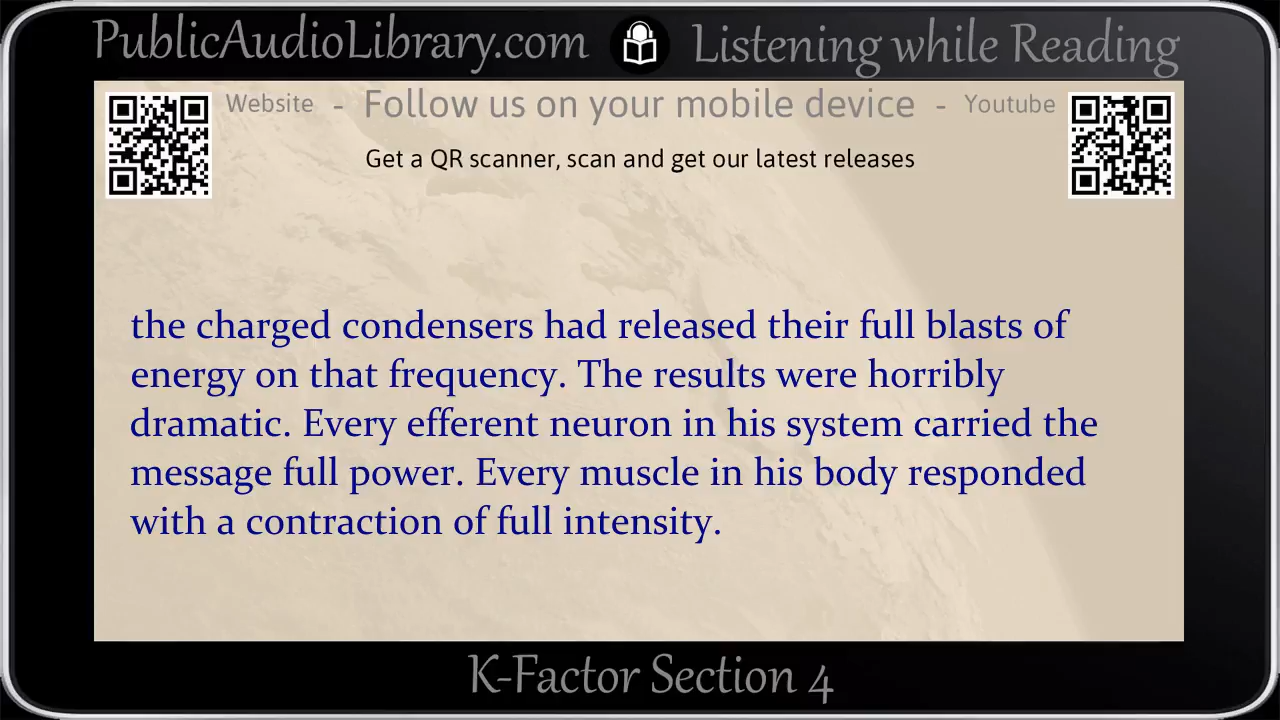 PublicAudioLibrary.com Listening while Reading
Website - Follow us on your mobile device - Youtube
Get a QR scanner, scan and get our latest releases
the charged condensers had released their full blasts of
energy on that frequency. The results were horribly
dramatic. Every efferent neuron in his system carried the
message full power. Every muscle in his body responded
with a contraction of full intensity.
K-Factor Section 4